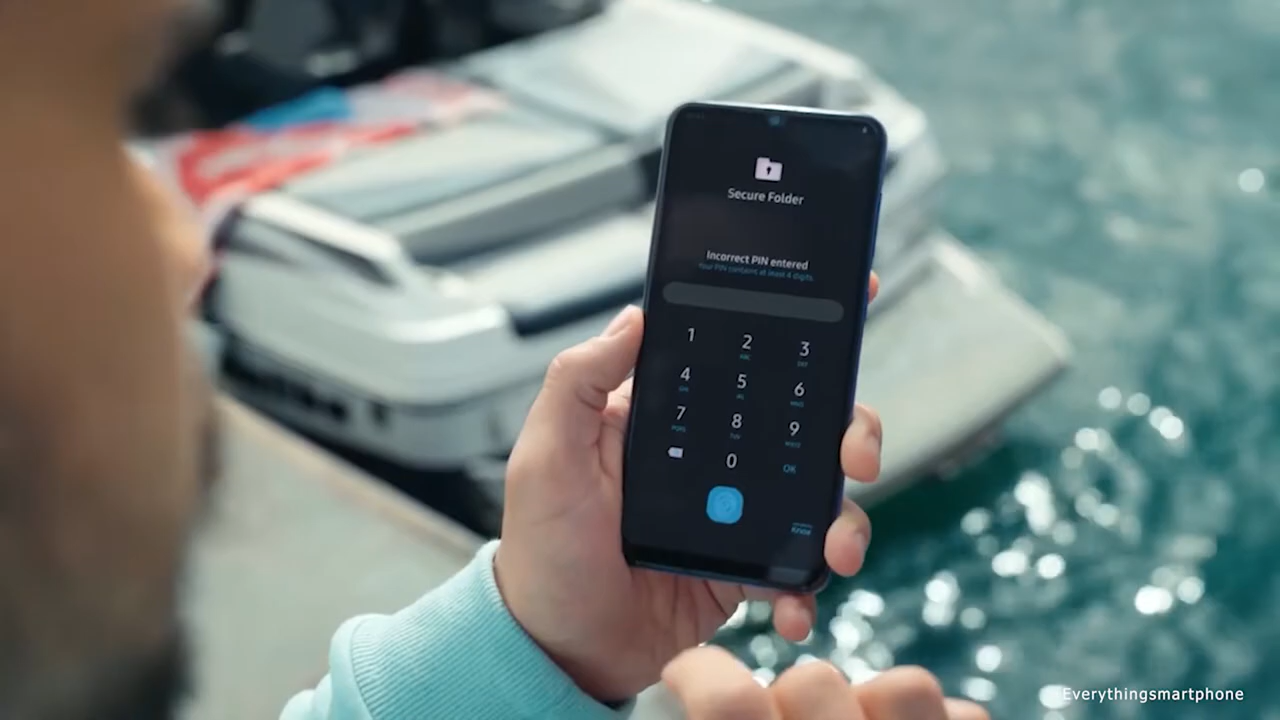 Secure Folder
Incorrect PIN entered
Your PIN contains at least 4 digits.
1
2
ABC
3
DEF
4
GHI
5
JKL
6
MNO
7
PQRS
8
TUV
9
WXYZ
0
OK
Knox
Everythingsmartphone